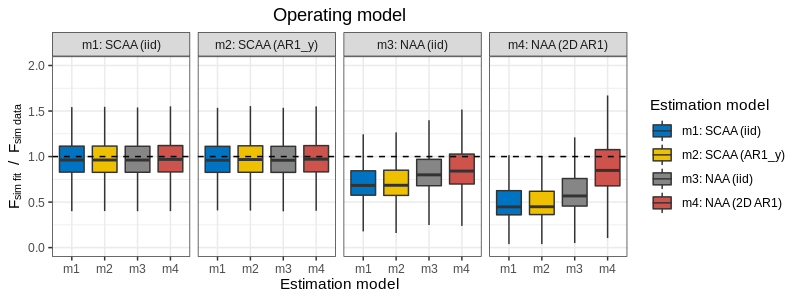 Operating model
m1: SCAA (iid)
m2: SCAA (AR1_y)
m3: NAA (iid)
m4: NAA (2D AR1)
F sim fit / F sim data
2.0
1.5
1.0
0.5
0.0
m1 m2 m3 m4
m1 m2 m3 m4
m1 m2 m3 m4
m1 m2 m3 m4
Estimation model
Estimation model
m1: SCAA (iid)
m2: SCAA (AR1_y)
m3: NAA (iid)
m4: NAA (2D AR1)